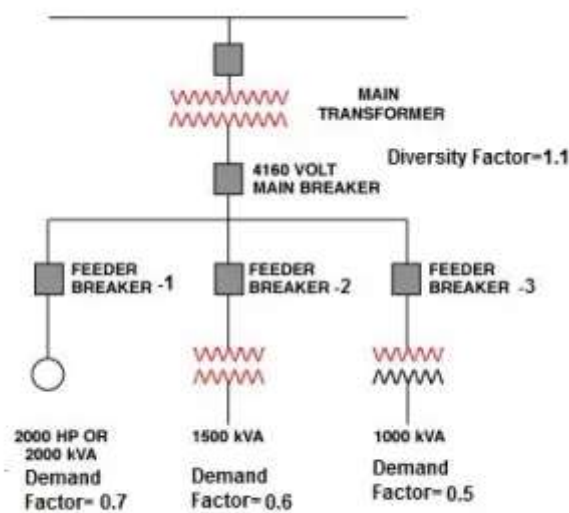 MAIN
TRANSFORMER
Diversity Factor=1.1
4160 VOLT
MAIN BREAKER
FEEDER
BREAKER -1
FEEDER
BREAKER -2
FEEDER
BREAKER -3
2000 HP OR
2000 kVA
Demand
Factor= 0.7
1500 kVA
Demand
Factor= 0.6
1000 kVA
Demand
Factor= 0.5